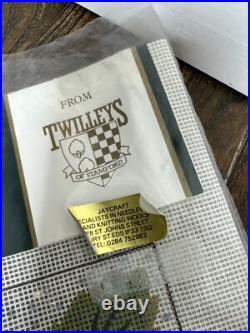 FROM
TWILLEYS
OF STAMFORD
JAYCRAFT
SPECIALISTS IN NEEDLE
AND KNITTING WOOL
ST JOHNS STREET
URY ST EDS IP33 1SQ
TEL: 0284 752982